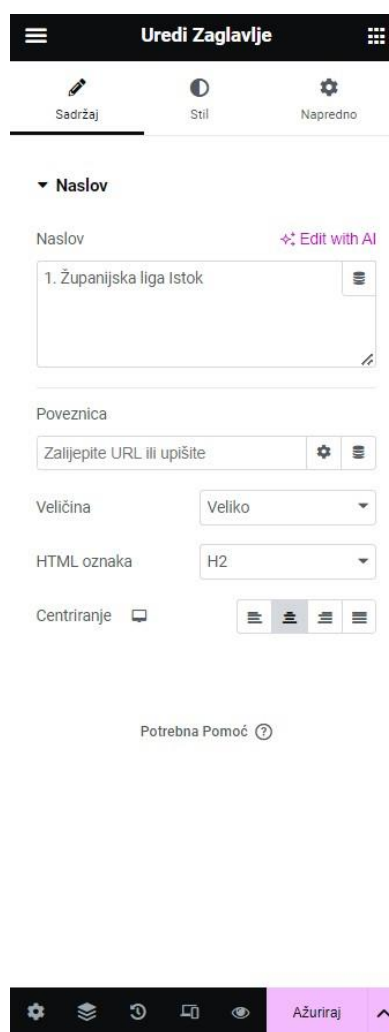 Uredi Zaglavlje
Sadržaj Stil Napredno
Naslov
Naslov Edit with AI
1. Županijska liga Istok
Poveznica
Zalijepite URL ili upišite
Veličina Veliko
HTML oznaka H2
Centriranje
Potrebna Pomoć
Ažuriraj